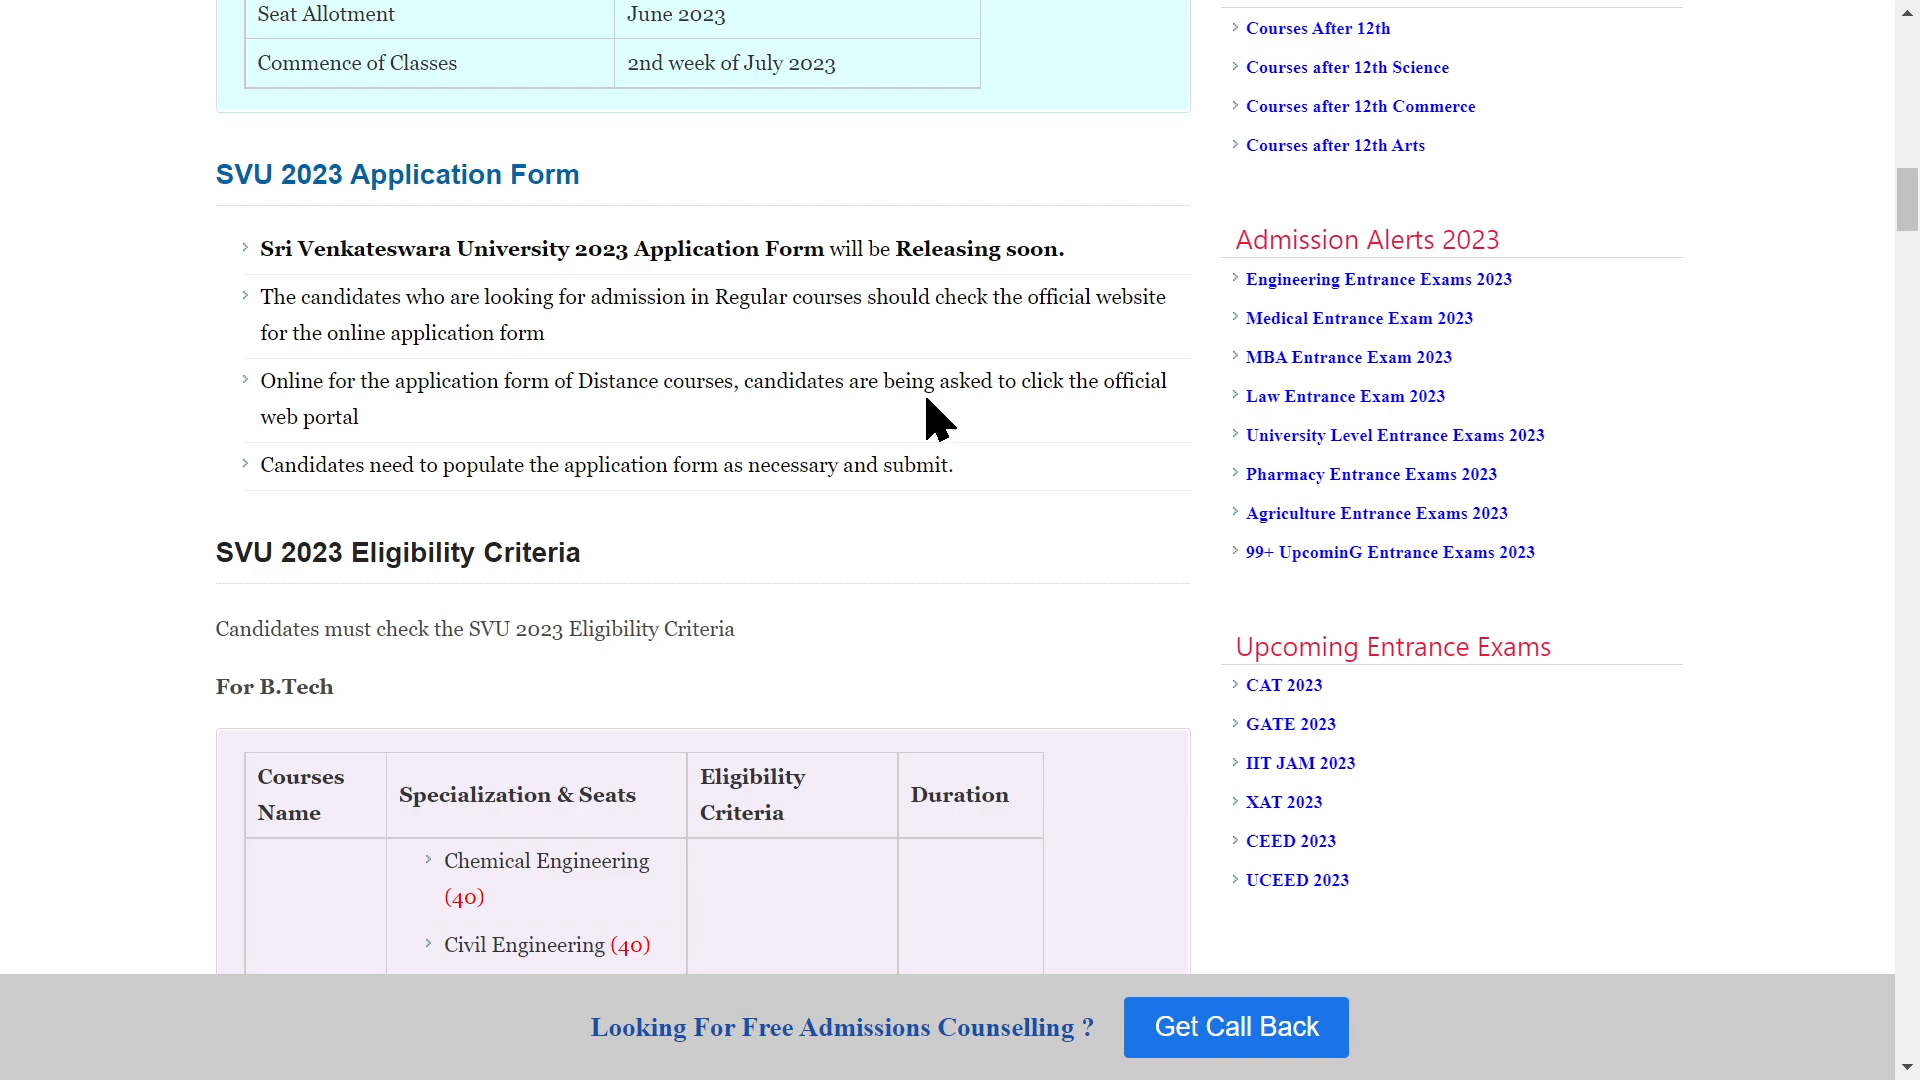 Seat Allotment June 2023
Commence of Classes 2nd week of July 2023
SVU 2023 Application Form
Sri Venkateswara University 2023 Application Form will be Releasing soon.
The candidates who are looking for admission in Regular courses should check the official website
for the online application form
Online for the application form of Distance courses, candidates are being asked to click the official
web portal
Candidates need to populate the application form as necessary and submit.
SVU 2023 Eligibility Criteria
Candidates must check the SVU 2023 Eligibility Criteria
For B.Tech
Courses
Name
Specialization & Seats
Eligibility
Criteria
Duration
Chemical Engineering
(40)
Civil Engineering (40)
Courses After 12th
Courses after 12th Science
Courses after 12th Commerce
Courses after 12th Arts
Admission Alerts 2023
Engineering Entrance Exams 2023
Medical Entrance Exam 2023
MBA Entrance Exam 2023
Law Entrance Exam 2023
University Level Entrance Exams 2023
Pharmacy Entrance Exams 2023
Agriculture Entrance Exams 2023
99+ UpcominG Entrance Exams 2023
Upcoming Entrance Exams
CAT 2023
GATE 2023
IIT JAM 2023
XAT 2023
CEED 2023
UCEED 2023
Looking For Free Admissions Counselling ? Get Call Back